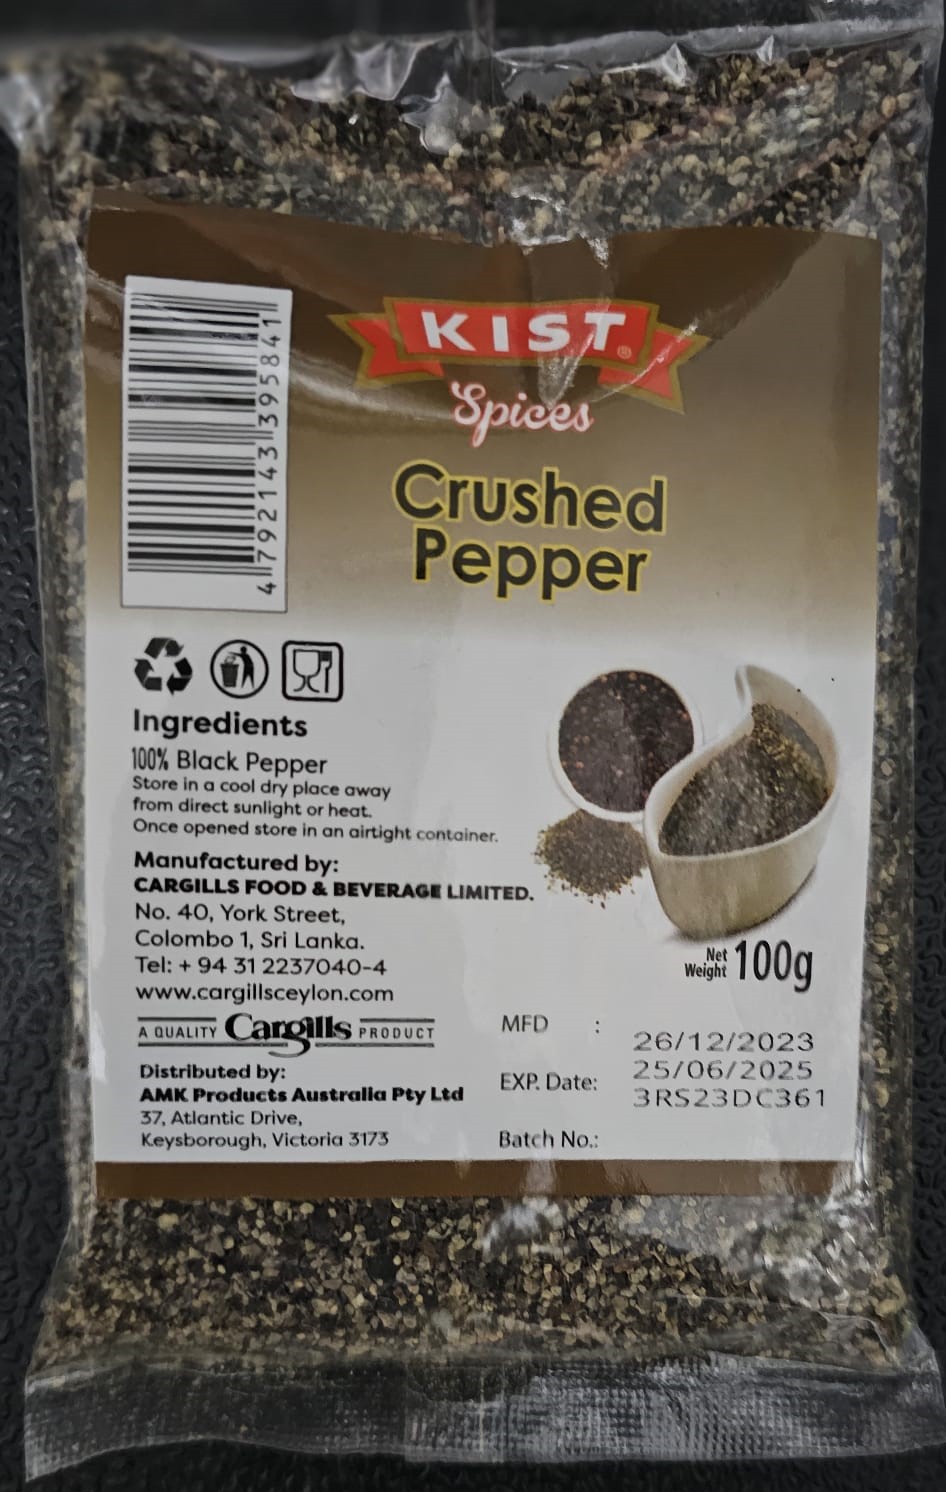 KIST®
Spices
Crushed
Pepper
4 792143 395841
Ingredients
100% Black Pepper
Store in a cool dry place away
from direct sunlight or heat.
Once opened store in an airtight container.
Manufactured by:
CARGILLS FOOD & BEVERAGE LIMITED.
No. 40, York Street,
Colombo 1, Sri Lanka.
Tel: + 94 31 2237040-4
www.cargillsceylon.com
A QUALITY Cargills PRODUCT
Distributed by:
AMK Products Australia Pty Ltd
37, Atlantic Drive,
Keysborough, Victoria 3173
Net
Weight 100g
MFD : 26/12/2023
EXP. Date: 25/06/2025
Batch No.: 3RS23DC361